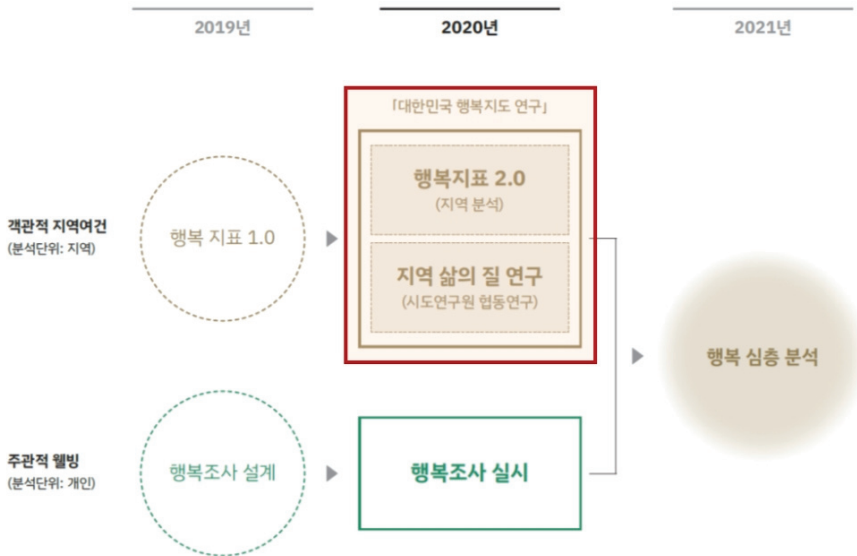 2019년
2020년
2021년
「대한민국 행복지도 연구」
행복지표 2.0
(지역 분석)
객관적 지역여건
(분석단위: 지역)
행복 지표 1.0
지역 삶의 질 연구
(시도연구원 협동연구)
행복 심층 분석
주관적 웰빙
(분석단위: 개인)
행복조사 설계
행복조사 실시